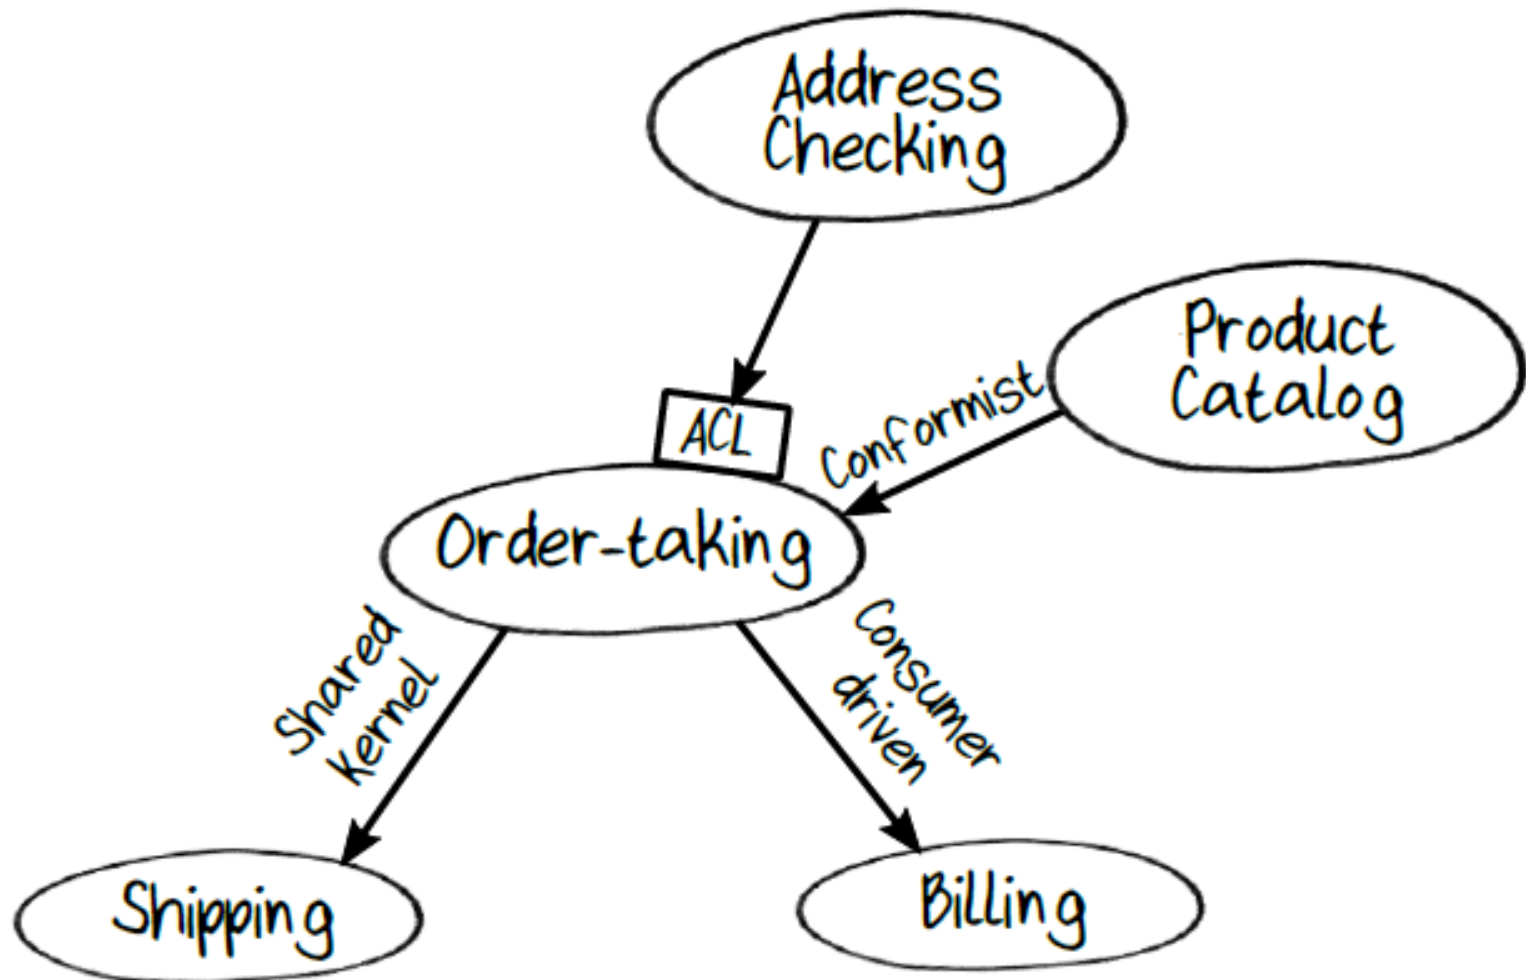 Address
Checking
Product
Catalog
Conformist
ACL
Order-taking
Shared
kernel
Consumer
driven
Shipping
Billing